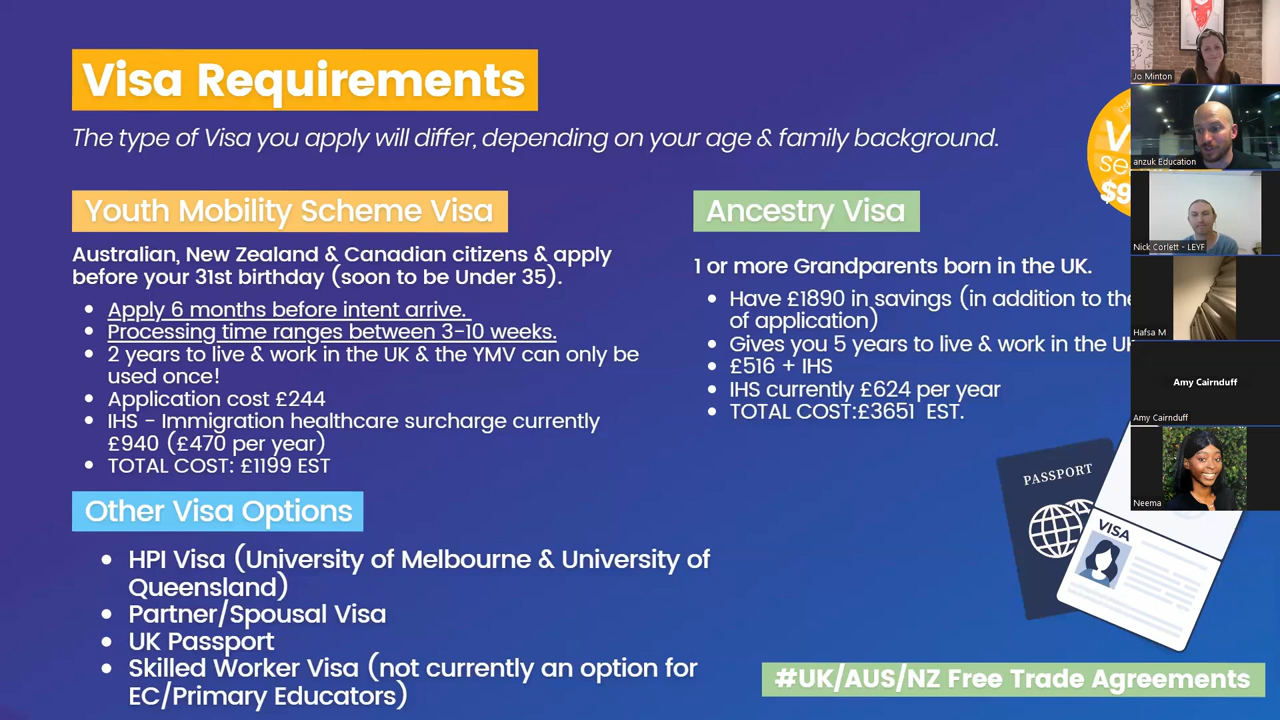 Visa Requirements
The type of Visa you apply will differ, depending on your age & family background.
Youth Mobility Scheme Visa
Australian, New Zealand & Canadian citizens & apply
before your 31st birthday (soon to be Under 35).
Apply 6 months before intent arrive.
Processing time ranges between 3-10 weeks.
2 years to live & work in the UK & the YMV can only be
used once!
Application cost £244
IHS - Immigration healthcare surcharge currently
£940 (£470 per year)
TOTAL COST: £1199 EST
Other Visa Options
HPI Visa (University of Melbourne & University of
Queensland)
Partner/Spousal Visa
UK Passport
Skilled Worker Visa (not currently an option for
EC/Primary Educators)
Ancestry Visa
1 or more Grandparents born in the UK.
Have £1890 in savings (in addition to the
of application)
Gives you 5 years to live & work in the
£516 + IHS
IHS currently £624 per year
TOTAL COST:£3651 EST.
PASSPORT
VISA
#UK/AUS/NZ Free Trade Agreements
Jo Minton
anzuk Education
Nick Corlett - LEYF
Hafsa M
Amy Cairnduff
Amy Cairnduff
Neema